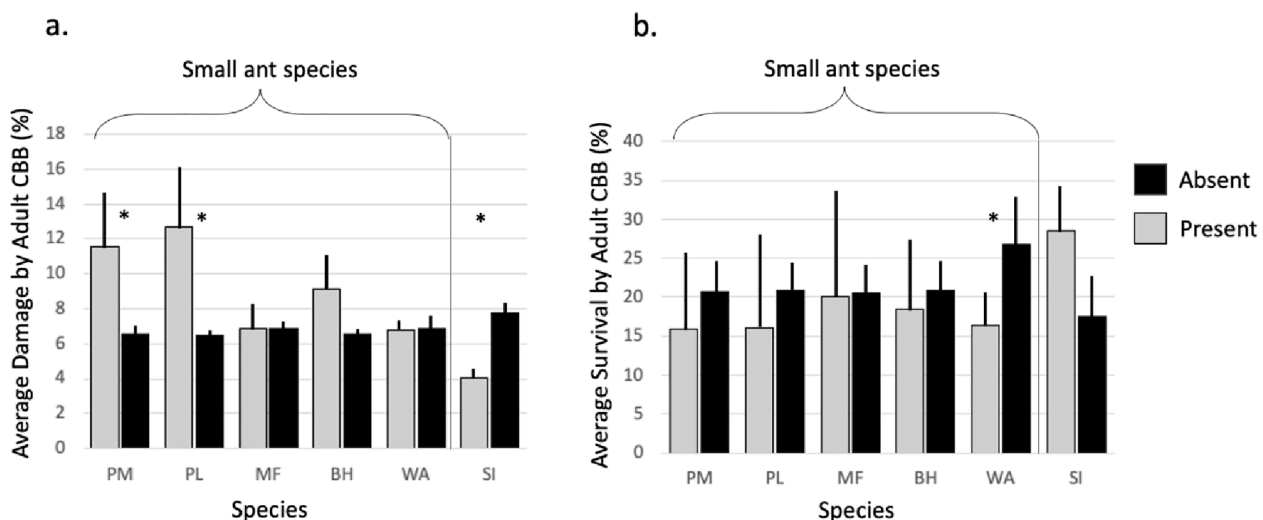 a.
Small ant species
Average Damage by Adult CBB (%)
18
16
14
12
10
8
6
4
2
0
*
*
*
PM PL MF BH WA SI
Species
b.
Small ant species
Average Survival by Adult CBB (%)
40
35
30
25
20
15
10
5
0
*
PM PL MF BH WA SI
Species
Absent
Present